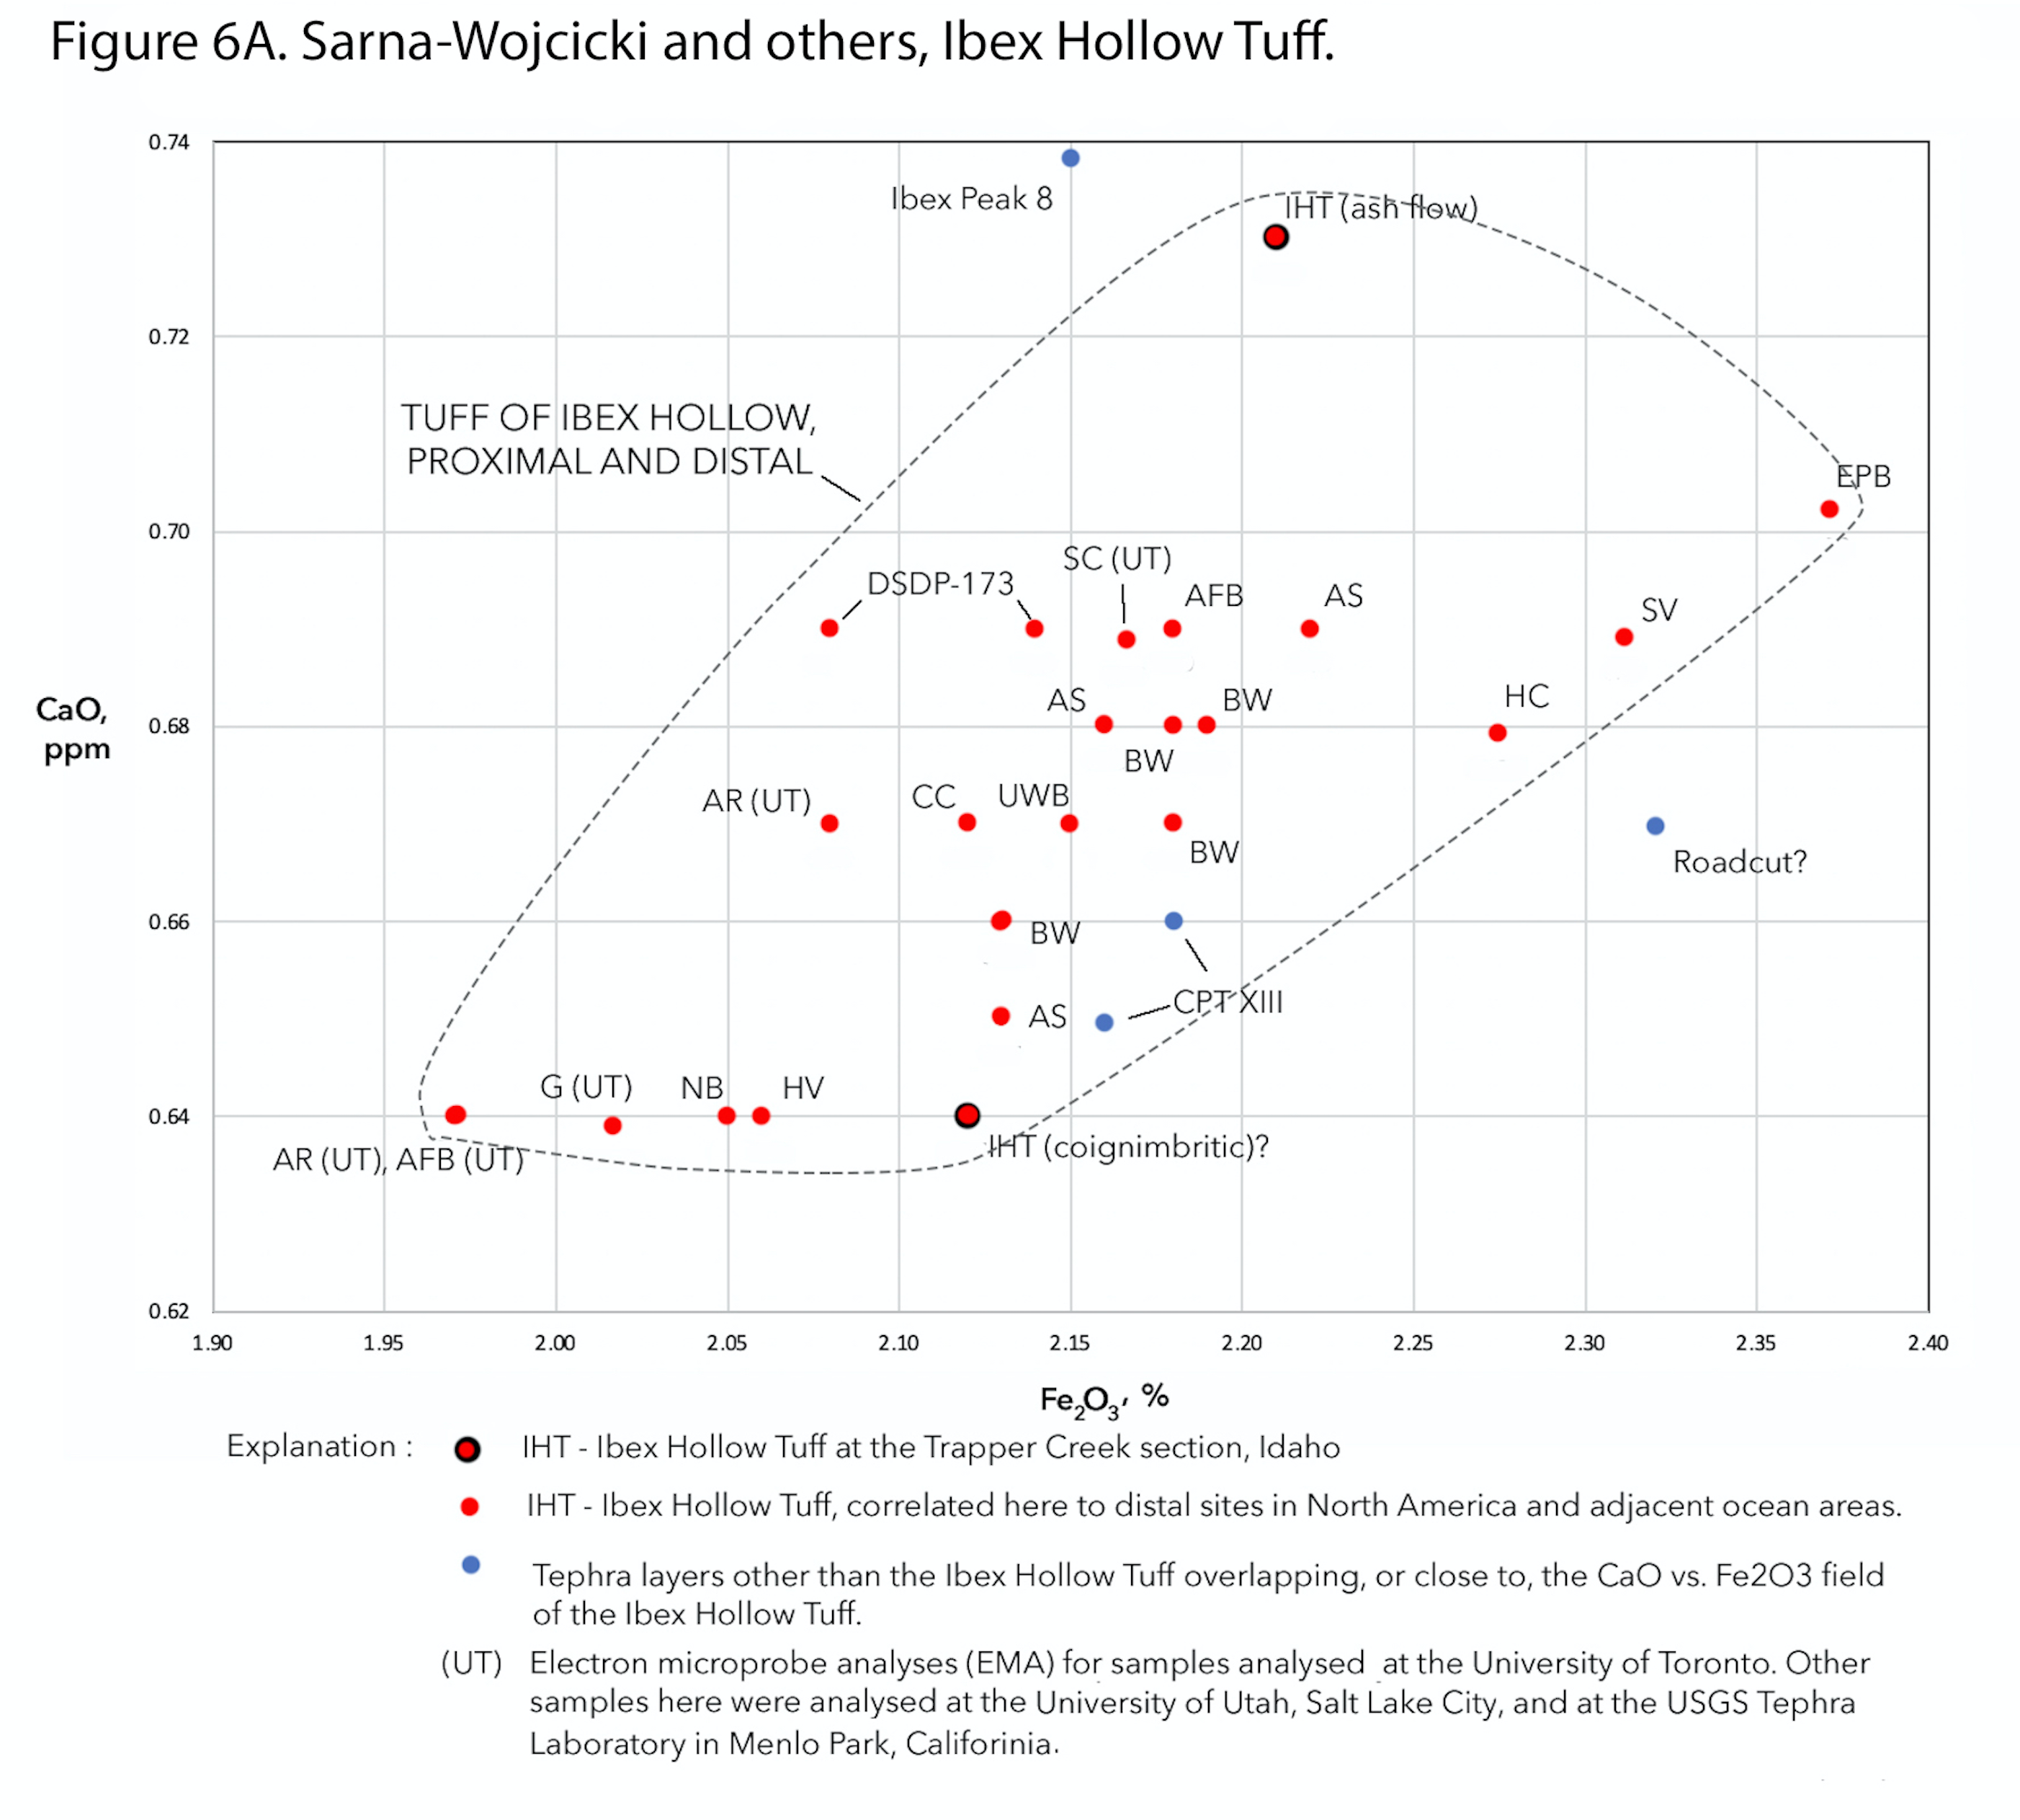 Figure 6A. Sarna-Wojcicki and others, Ibex Hollow Tuff.
0.74
Ibex Peak 8
IHT (ash flow)
0.72
TUFF OF IBEX HOLLOW,
PROXIMAL AND DISTAL
EPB
0.70
SC (UT)
DSDP-173
AFB
AS
SV
CaO,
ppm
0.68
AS
BW
HC
BW
AR (UT)
CC
UWB
BW
Roadcut?
0.66
BW
CPT XIII
AS
G (UT)
NB
HV
0.64
IHT (coignimbritic)?
AR (UT), AFB (UT)
0.62
1.90 1.95 2.00 2.05 2.10 2.15 2.20 2.25 2.30 2.35 2.40
Fe2O3, %
Explanation :
IHT - Ibex Hollow Tuff at the Trapper Creek section, Idaho
IHT - Ibex Hollow Tuff, correlated here to distal sites in North America and adjacent ocean areas.
Tephra layers other than the Ibex Hollow Tuff overlapping, or close to, the CaO vs. Fe2O3 field
of the Ibex Hollow Tuff.
(UT) Electron microprobe analyses (EMA) for samples analysed at the University of Toronto. Other
samples here were analysed at the University of Utah, Salt Lake City, and at the USGS Tephra
Laboratory in Menlo Park, Califorinia.